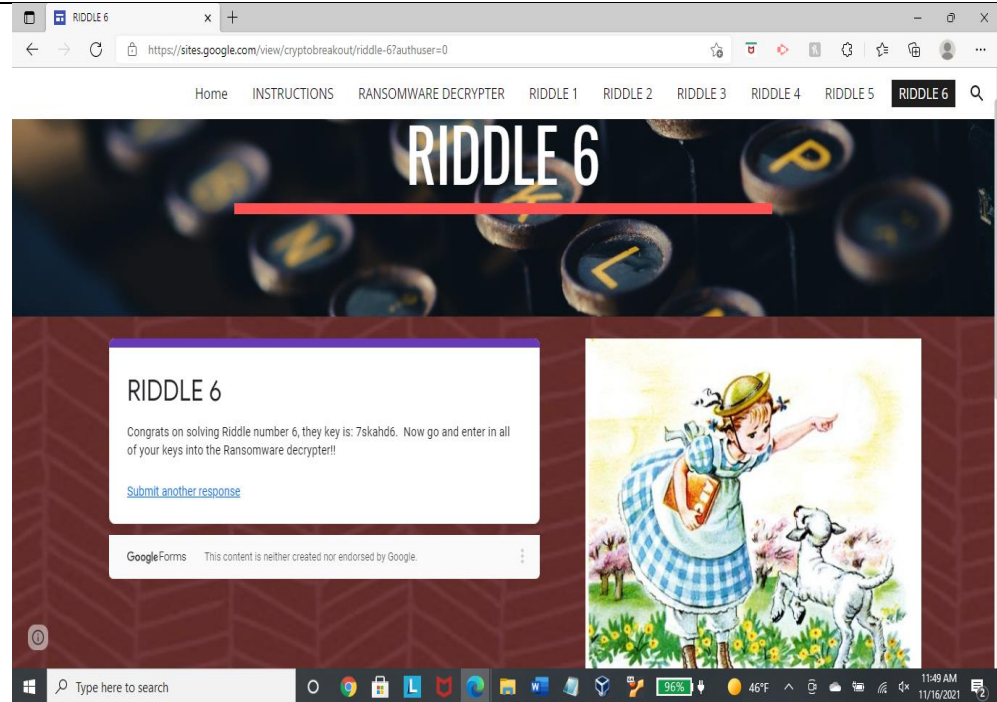 RIDDLE 6
https://sites.google.com/view/cryptobreakout/riddle-6?authuser=0
Home INSTRUCTIONS RANSOMWARE DECRYPTER RIDDLE 1 RIDDLE 2 RIDDLE 3 RIDDLE 4 RIDDLE 5 RIDDLE 6
RIDDLE 6
P
N
L
RIDDLE 6
Congrats on solving Riddle number 6, they key is: 7skahd6. Now go and enter in all
of your keys into the Ransomware decrypter!!
Submit another response
GoogleForms This content is neither created nor endorsed by Google.
Type here to search
96%
46°F
11:49 AM
11/16/2021
2